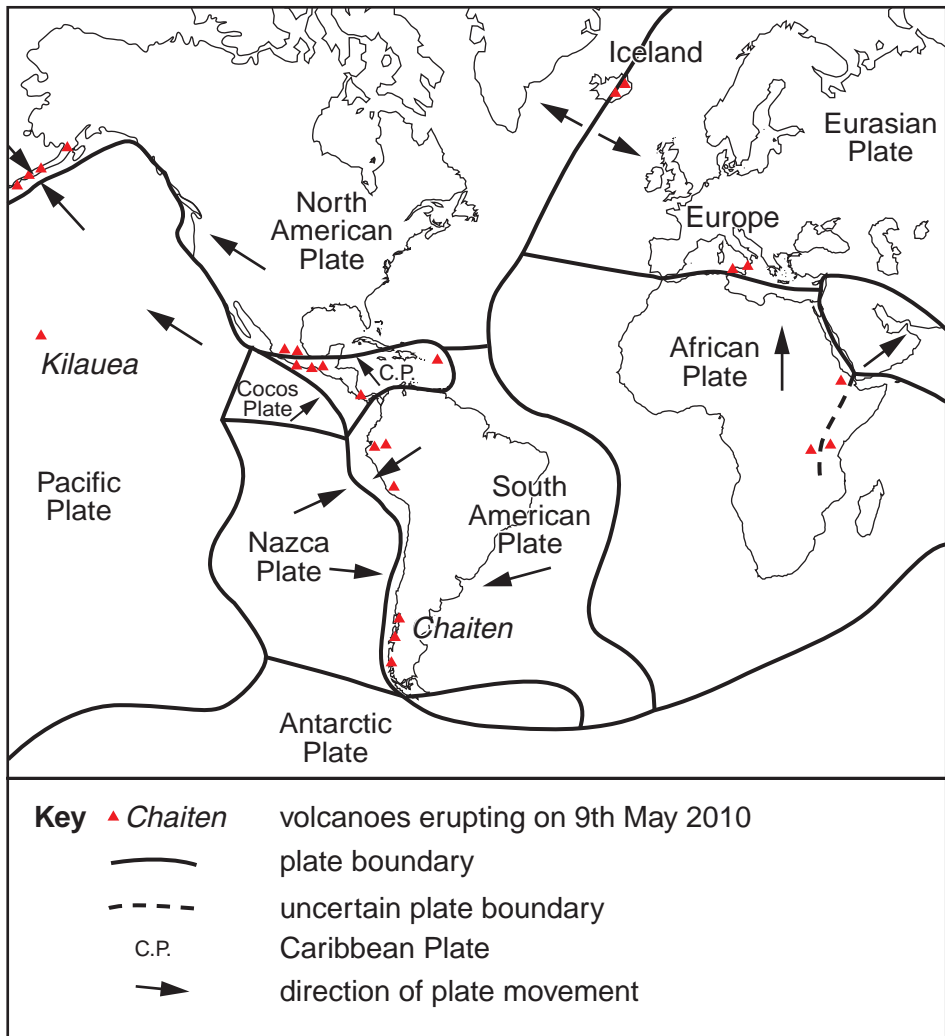 Iceland
Eurasian
Plate
North
American
Plate
Europe
Kilauea
African
Plate
C.P.
Cocos
Plate
Pacific
Plate
South
American
Plate
Nazca
Plate
Chaiten
Antarctic
Plate
Key Chaiten volcanoes erupting on 9th May 2010
plate boundary
uncertain plate boundary
C.P. Caribbean Plate
direction of plate movement